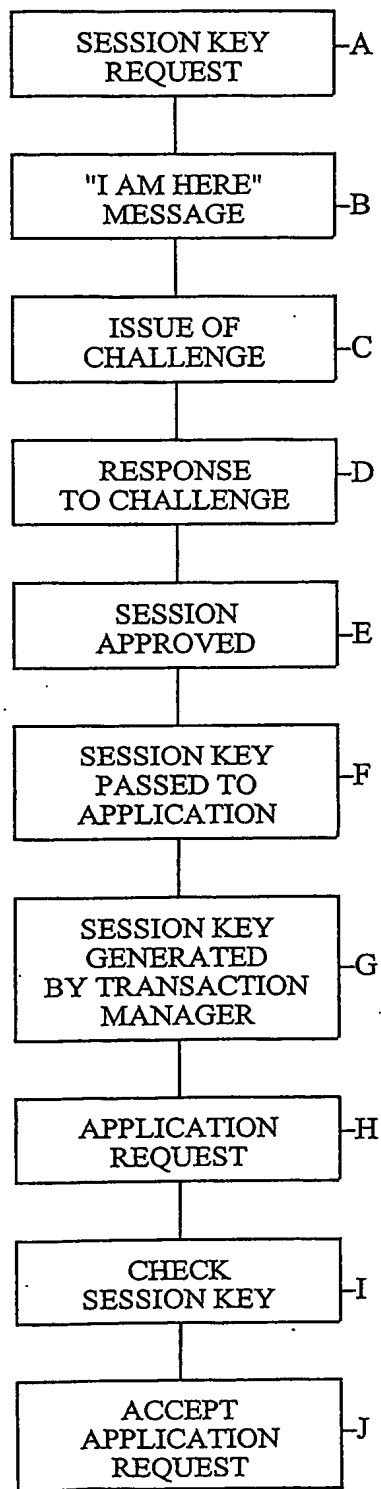 SESSION KEY
REQUEST
A
"I AM HERE"
MESSAGE
B
ISSUE OF
CHALLENGE
C
RESPONSE
TO CHALLENGE
D
SESSION
APPROVED
E
SESSION KEY
PASSED TO
APPLICATION
F
SESSION KEY
GENERATED
BY TRANSACTION
MANAGER
G
APPLICATION
REQUEST
H
CHECK
SESSION KEY
I
ACCEPT
APPLICATION
REQUEST
J